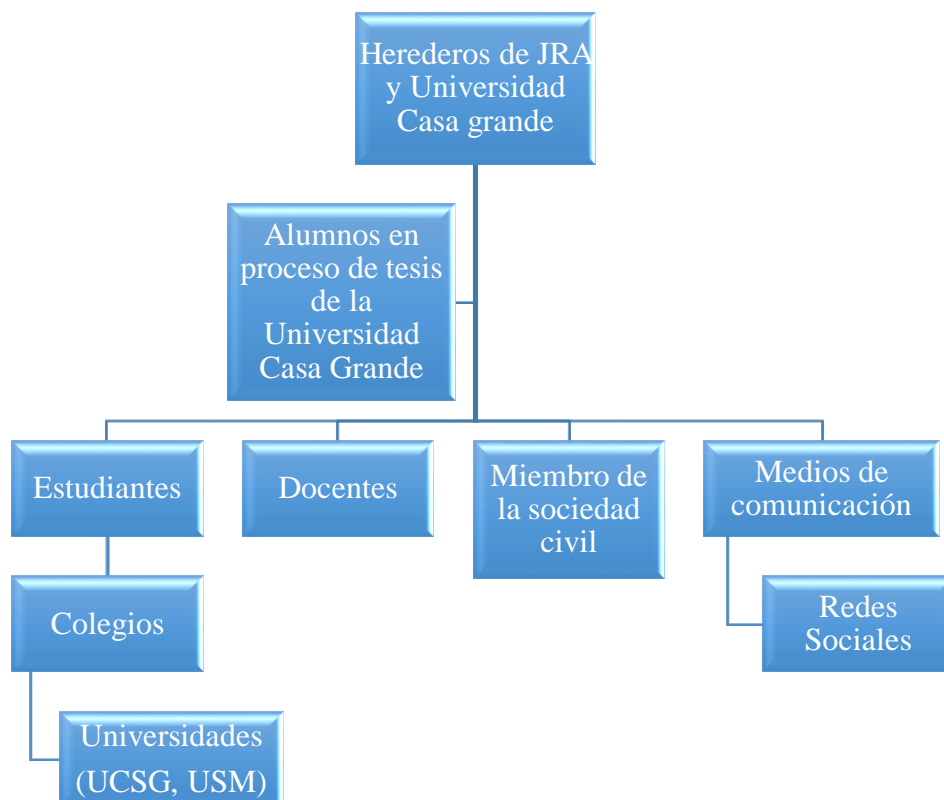 Herederos de JRA
y Universidad
Casa grande
Alumnos en
proceso de tesis
de la
Universidad
Casa Grande
Estudiantes
Docentes
Miembro de
la sociedad
civil
Medios de
comunicación
Colegios
Redes
Sociales
Universidades
(UCSG, USM)